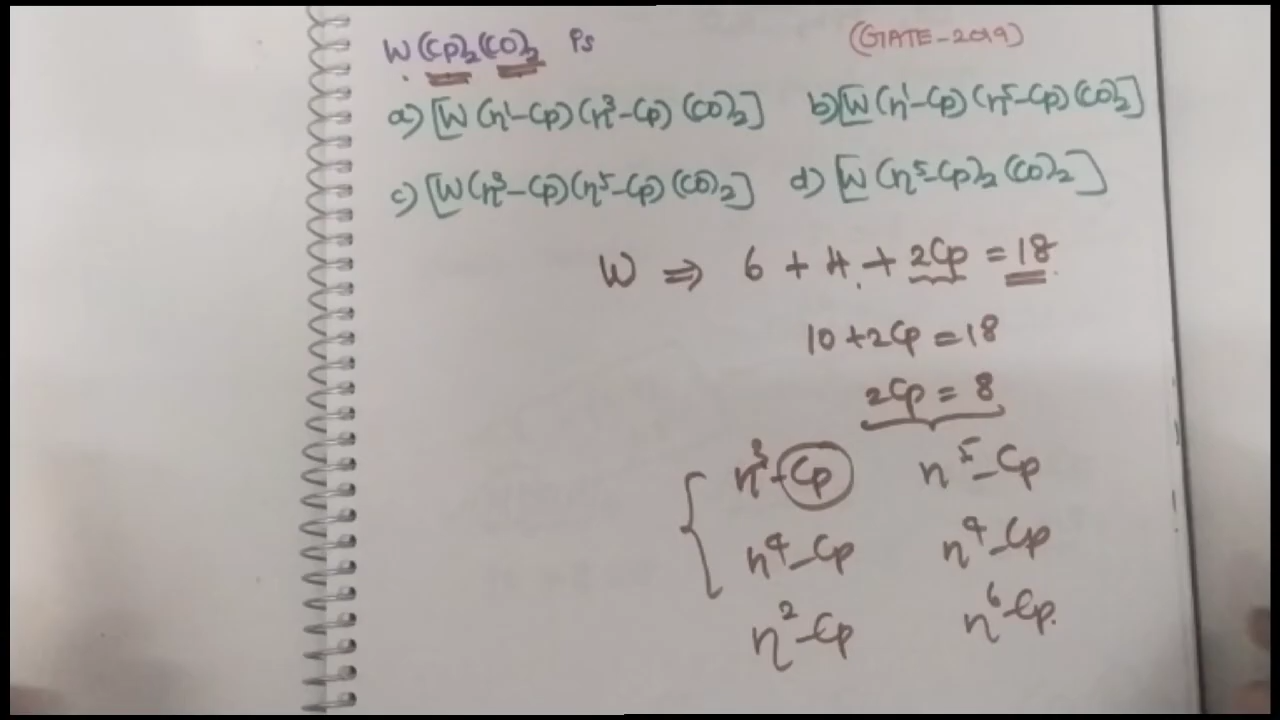 W(Cp)₂(CO)₂ is (GATE-2019)
a) [W(η¹-Cp)(η³-Cp)(CO)₂] b) [W(η¹-Cp)(η⁵-Cp)(CO)₂]
c) [W(η³-Cp)(η⁵-Cp)(CO)₂] d) [W(η⁵-Cp)₂(CO)₂]
W ⇒ 6 + 4 + 2Cp = 18
10 + 2Cp = 18
2Cp = 8
η³-Cp η⁵-Cp
η⁴-Cp η⁴-Cp
η²-Cp η⁶-Cp.